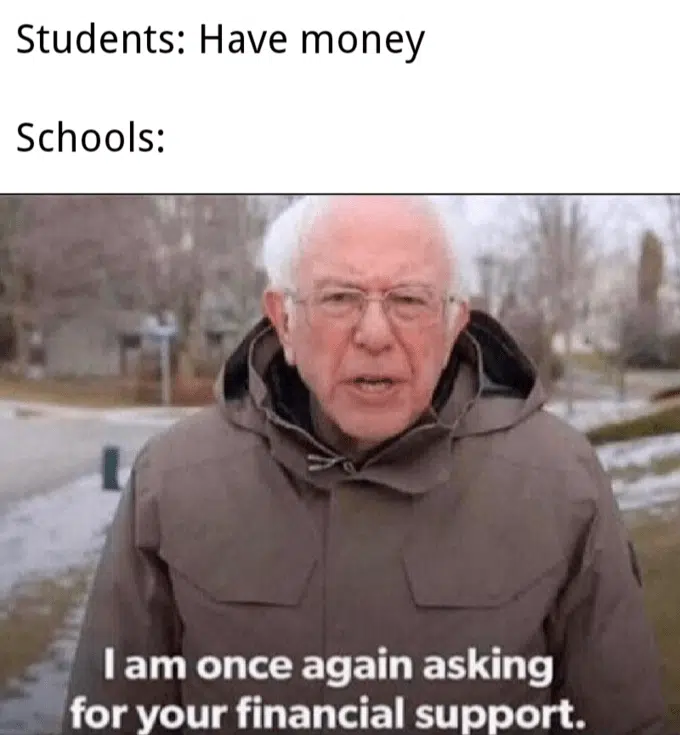 Students: Have money
Schools:
I am once again asking
for your financial support.